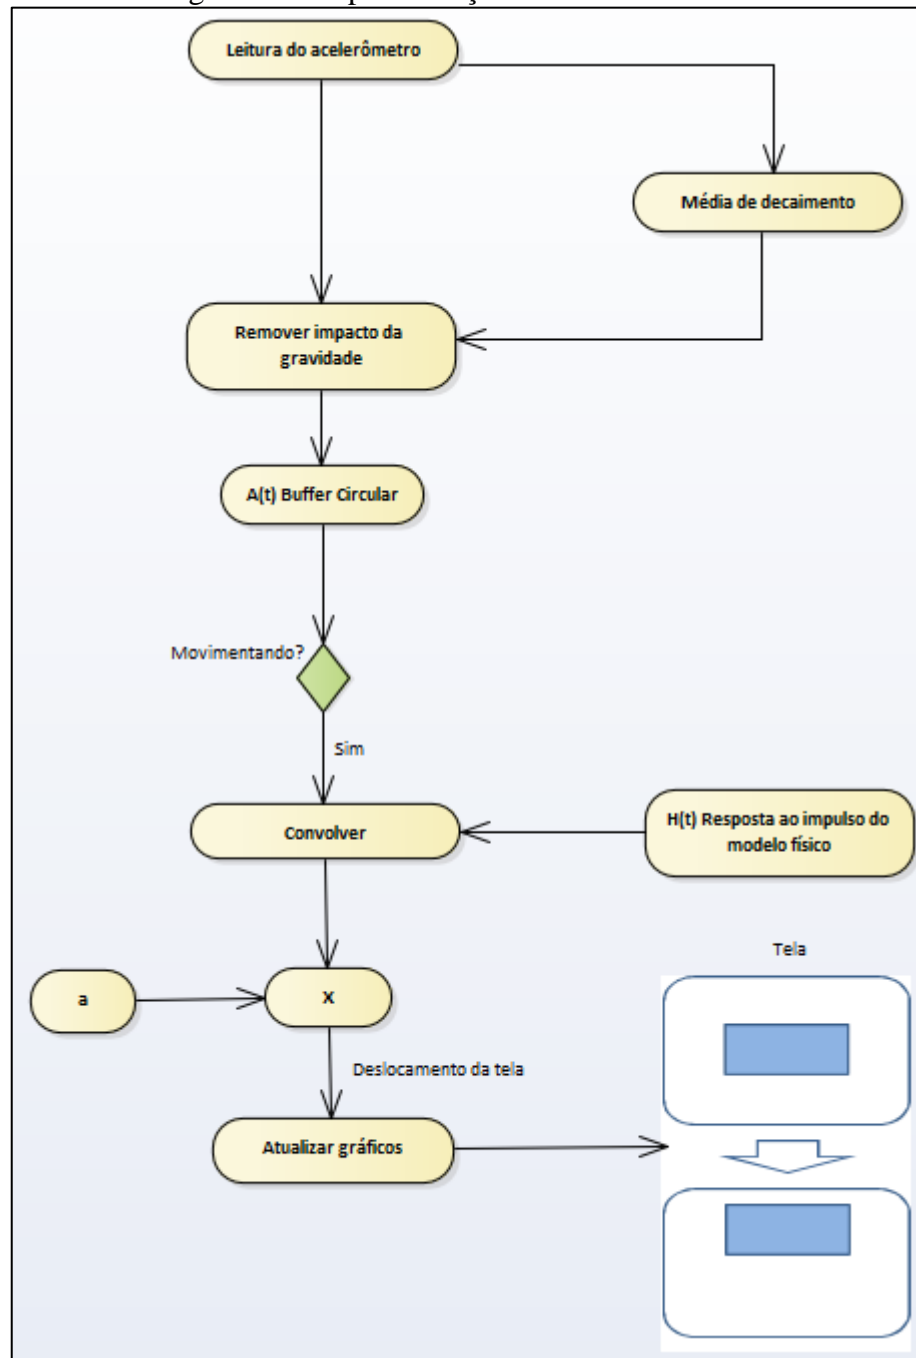 Leitura do acelerômetro
Média de decaimento
Remover impacto da
gravidade
A(t) Buffer Circular
Movimentando?
Sim
Convolver
H(t) Resposta ao impulso do
modelo físico
Tela
a
X
Deslocamento da tela
Atualizar gráficos